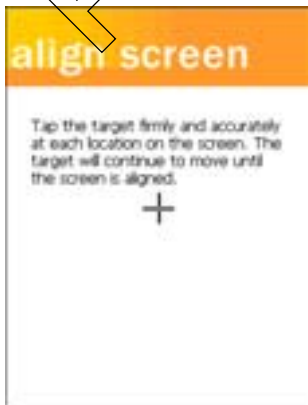 align screen
Tap the target firmly and accurately
at each location on the screen. The
target will continue to move until
the screen is aligned.